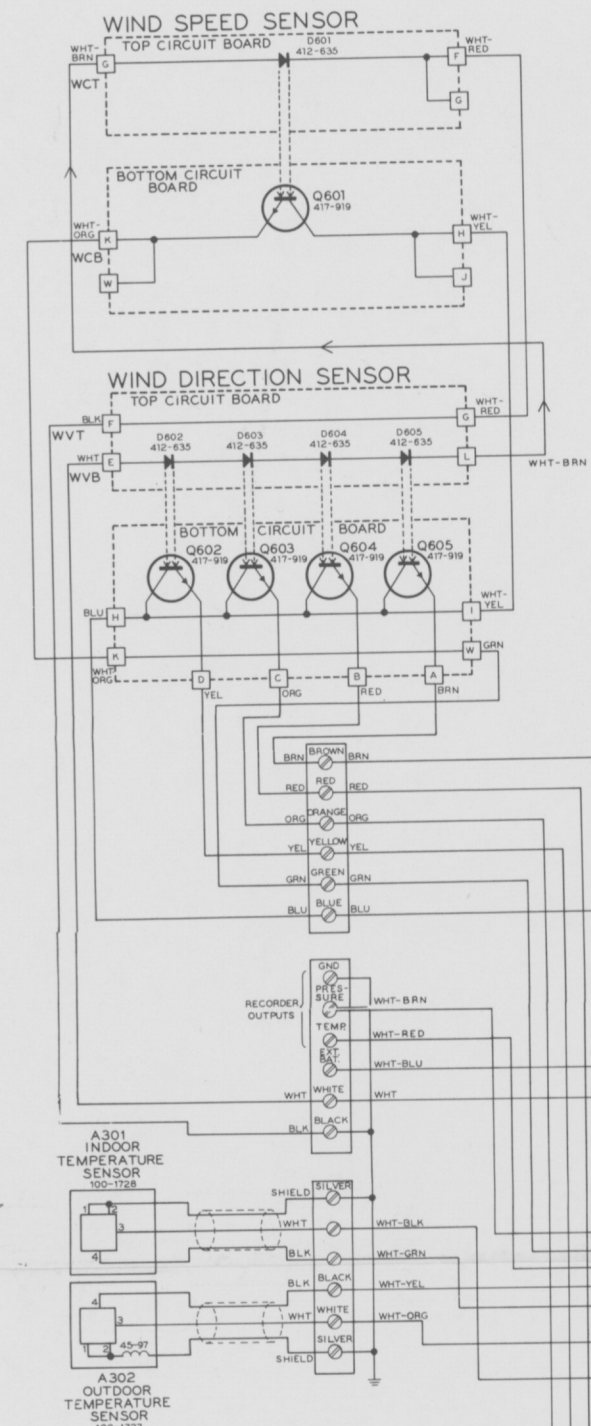 WIND SPEED SENSOR
TOP CIRCUIT BOARD
D601
412-635
WHT-
BRN
G
F
WHT-
RED
WCT
G
BOTTOM CIRCUIT
BOARD
Q601
417-919
WHT-
ORG
K
H
WHT-
YEL
WCB
W
J
WIND DIRECTION SENSOR
TOP CIRCUIT BOARD
BLK
F
G
WHT-
RED
WVT
D602
412-635
D603
412-635
D604
412-635
D605
412-635
WHT
E
L
WHT-BRN
WVB
BOTTOM CIRCUIT BOARD
Q602
417-919
Q603
417-919
Q604
417-919
Q605
417-919
BLU
H
I
WHT-
YEL
K
W
GRN
WHT
ORG
D
C
B
A
YEL
ORG
RED
BRN
BRN
BROWN
BRN
RED
RED
RED
ORG
ORANGE
ORG
YEL
YELLOW
YEL
GRN
GREEN
GRN
BLU
BLUE
BLU
RECORDER
OUTPUTS
GND
PRES-
SURE
WHT-BRN
TEMP.
WHT-RED
EXT.
BAT.
WHT-BLU
WHT
WHITE
WHT
BLK
BLACK
A301
INDOOR
TEMPERATURE
SENSOR
100-1728
1
2
3
4
SHIELD
SILVER
WHT
WHT-BLK
BLK
WHT-GRN
4
3
1
2
45-97
BLK
BLACK
WHT-YEL
WHT
WHITE
WHT-ORG
SHIELD
SILVER
A302
OUTDOOR
TEMPERATURE
SENSOR